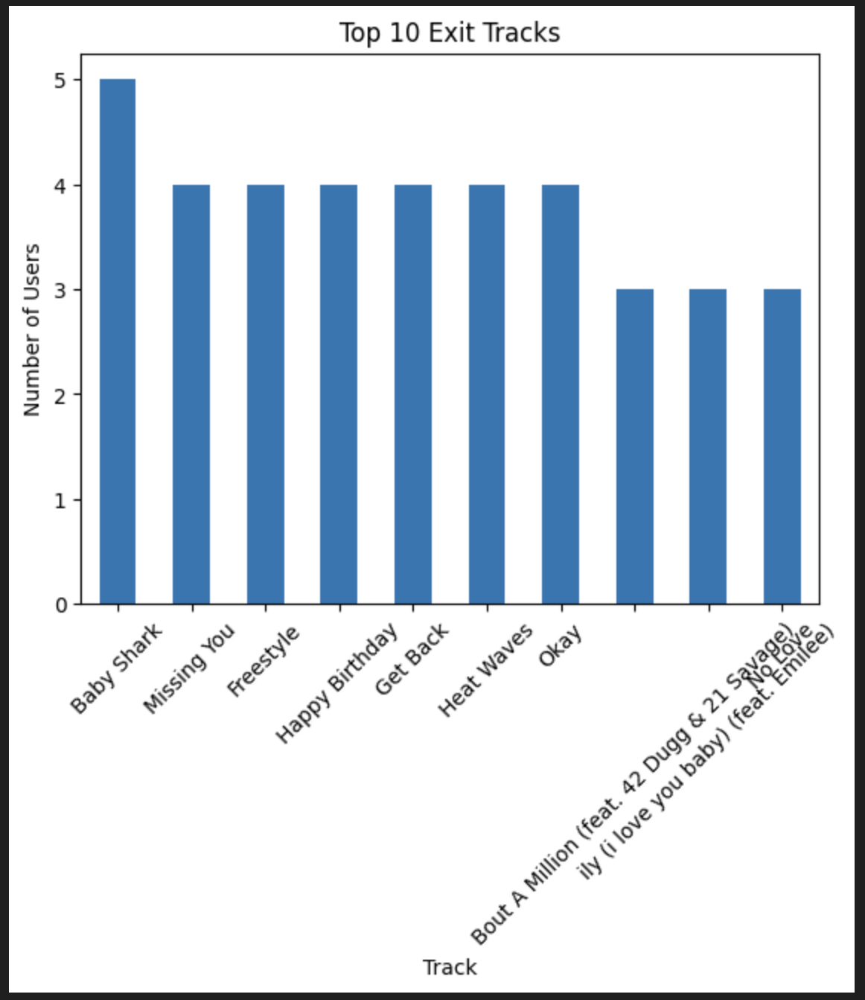 Top 10 Exit Tracks
Number of Users
5
4
3
2
1
0
Baby Shark
Missing You
Freestyle
Happy Birthday
Get Back
Heat Waves
Okay
Bout A Million (feat. 42 Dugg & 21 Savage)
ily (i love you baby) (feat. Emilee)
No Love
Track